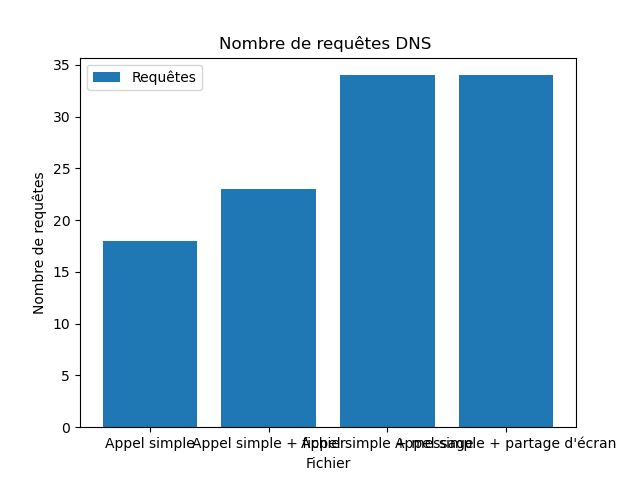 Nombre de requêtes DNS
Requêtes
Nombre de requêtes
35
30
25
20
15
10
5
0
Appel simple
Appel simple + fichier
Appel simple + message
Appel simple + partage d'écran
Fichier